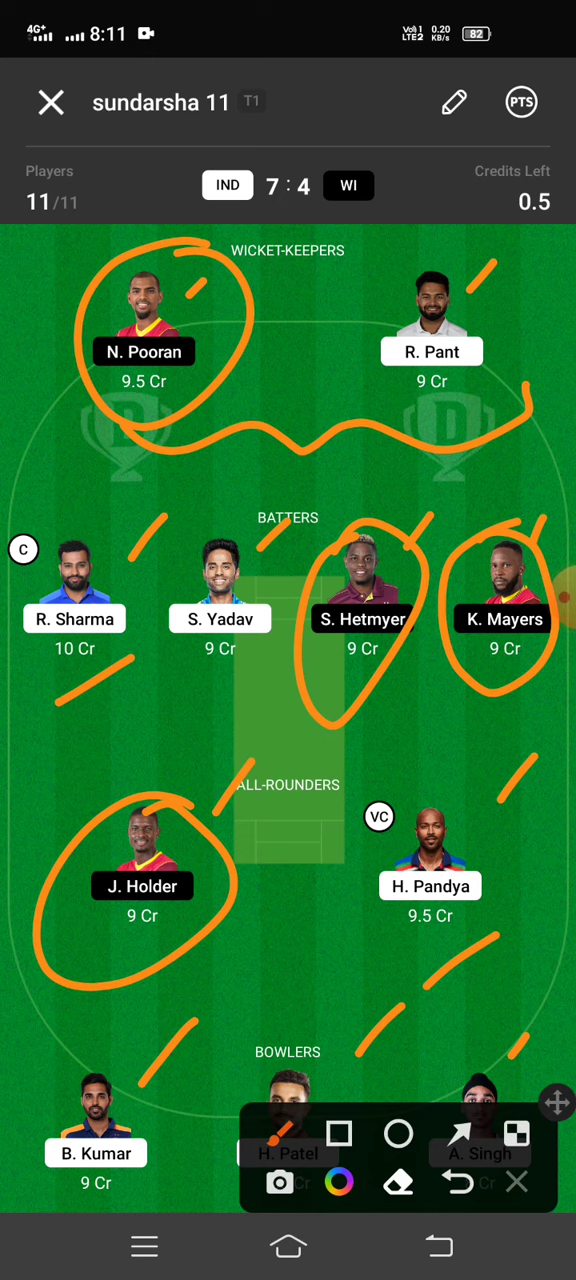 4G+ 8:11 Vo) 1 LTE2 0.20 KB/s 82
sundarsha 11 T1 PTS
Players Credits Left
11/11 IND 7 : 4 WI 0.5
WICKET-KEEPERS
N. Pooran R. Pant
9.5 Cr 9 Cr
BATTERS
C
R. Sharma S. Yadav S. Hetmyer K. Mayers
10 Cr 9 Cr 9 Cr 9 Cr
ALL-ROUNDERS
VC
J. Holder H. Pandya
9 Cr 9.5 Cr
BOWLERS
B. Kumar H. Patel A. Singh
9 Cr Cr Cr